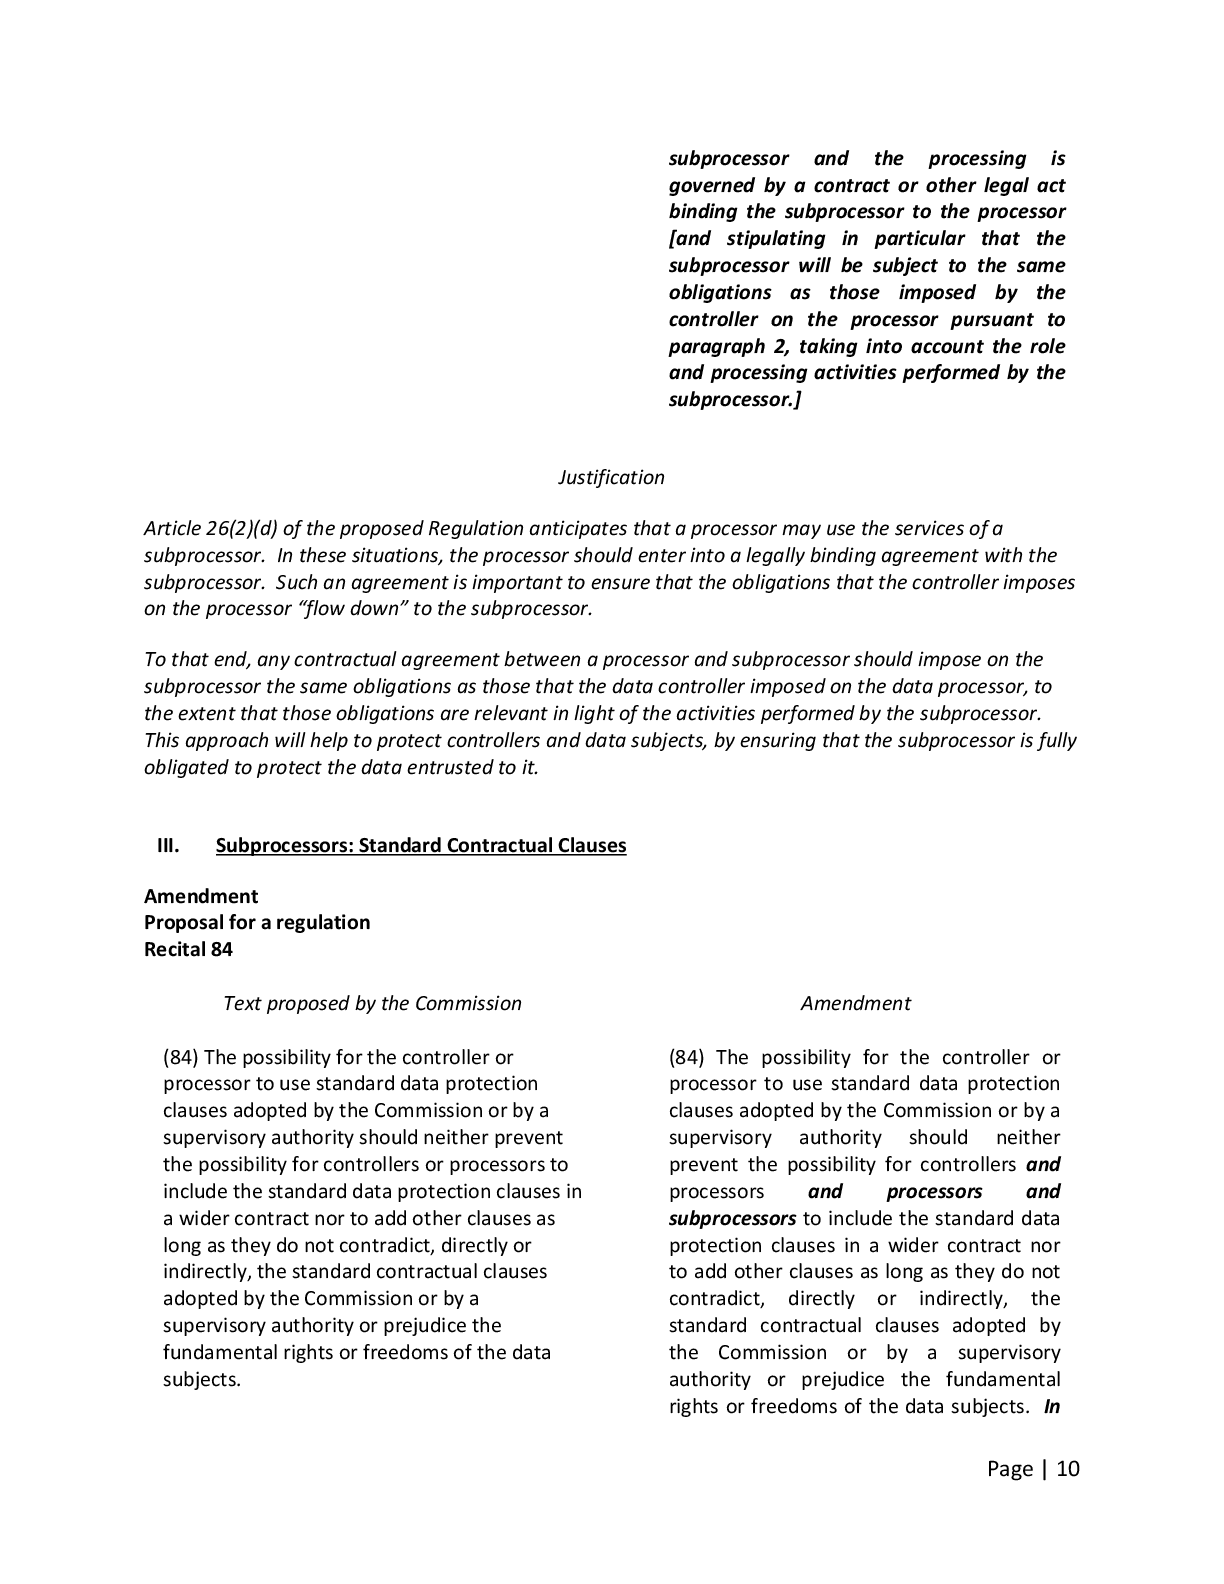 subprocessor and the processing is
governed by a contract or other legal act
binding the subprocessor to the processor
[and stipulating in particular that the
subprocessor will be subject to the same
obligations as those imposed by the
controller on the processor pursuant to
paragraph 2, taking into account the role
and processing activities performed by the
subprocessor.]
Justification
Article 26(2)(d) of the proposed Regulation anticipates that a processor may use the services of a
subprocessor.  In these situations, the processor should enter into a legally binding agreement with the
subprocessor.  Such an agreement is important to ensure that the obligations that the controller imposes
on the processor “flow down” to the subprocessor.
To that end, any contractual agreement between a processor and subprocessor should impose on the
subprocessor the same obligations as those that the data controller imposed on the data processor, to
the extent that those obligations are relevant in light of the activities performed by the subprocessor.
This approach will help to protect controllers and data subjects, by ensuring that the subprocessor is fully
obligated to protect the data entrusted to it.
III. Subprocessors: Standard Contractual Clauses
Amendment
Proposal for a regulation
Recital 84
Text proposed by the Commission
(84) The possibility for the controller or
processor to use standard data protection
clauses adopted by the Commission or by a
supervisory authority should neither prevent
the possibility for controllers or processors to
include the standard data protection clauses in
a wider contract nor to add other clauses as
long as they do not contradict, directly or
indirectly, the standard contractual clauses
adopted by the Commission or by a
supervisory authority or prejudice the
fundamental rights or freedoms of the data
subjects.
Amendment
(84) The possibility for the controller or
processor to use standard data protection
clauses adopted by the Commission or by a
supervisory authority should neither
prevent the possibility for controllers and
processors and processors and
subprocessors to include the standard data
protection clauses in a wider contract nor
to add other clauses as long as they do not
contradict, directly or indirectly, the
standard contractual clauses adopted by
the Commission or by a supervisory
authority or prejudice the fundamental
rights or freedoms of the data subjects.  In
Page | 10